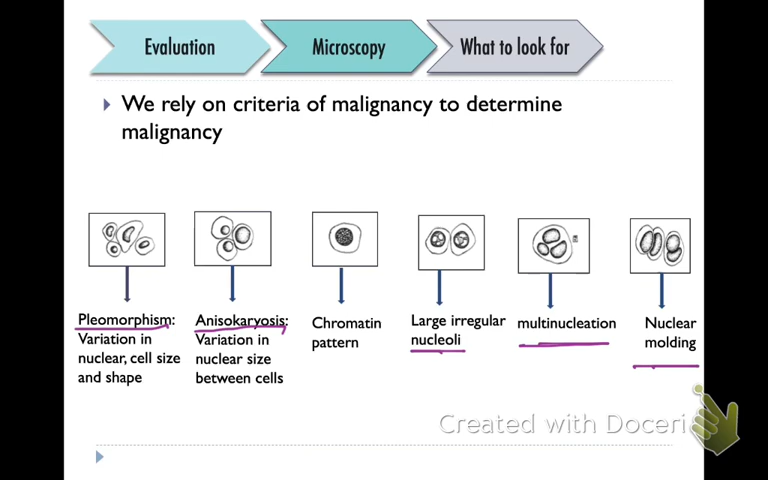 Evaluation
Microscopy
What to look for
We rely on criteria of malignancy to determine
malignancy
Pleomorphism:
Variation in
nuclear, cell size
and shape
Anisokaryosis:
Variation in
nuclear size
between cells
Chromatin
pattern
Large irregular
nucleoli
multinucleation
Nuclear
molding
Created with Doceri